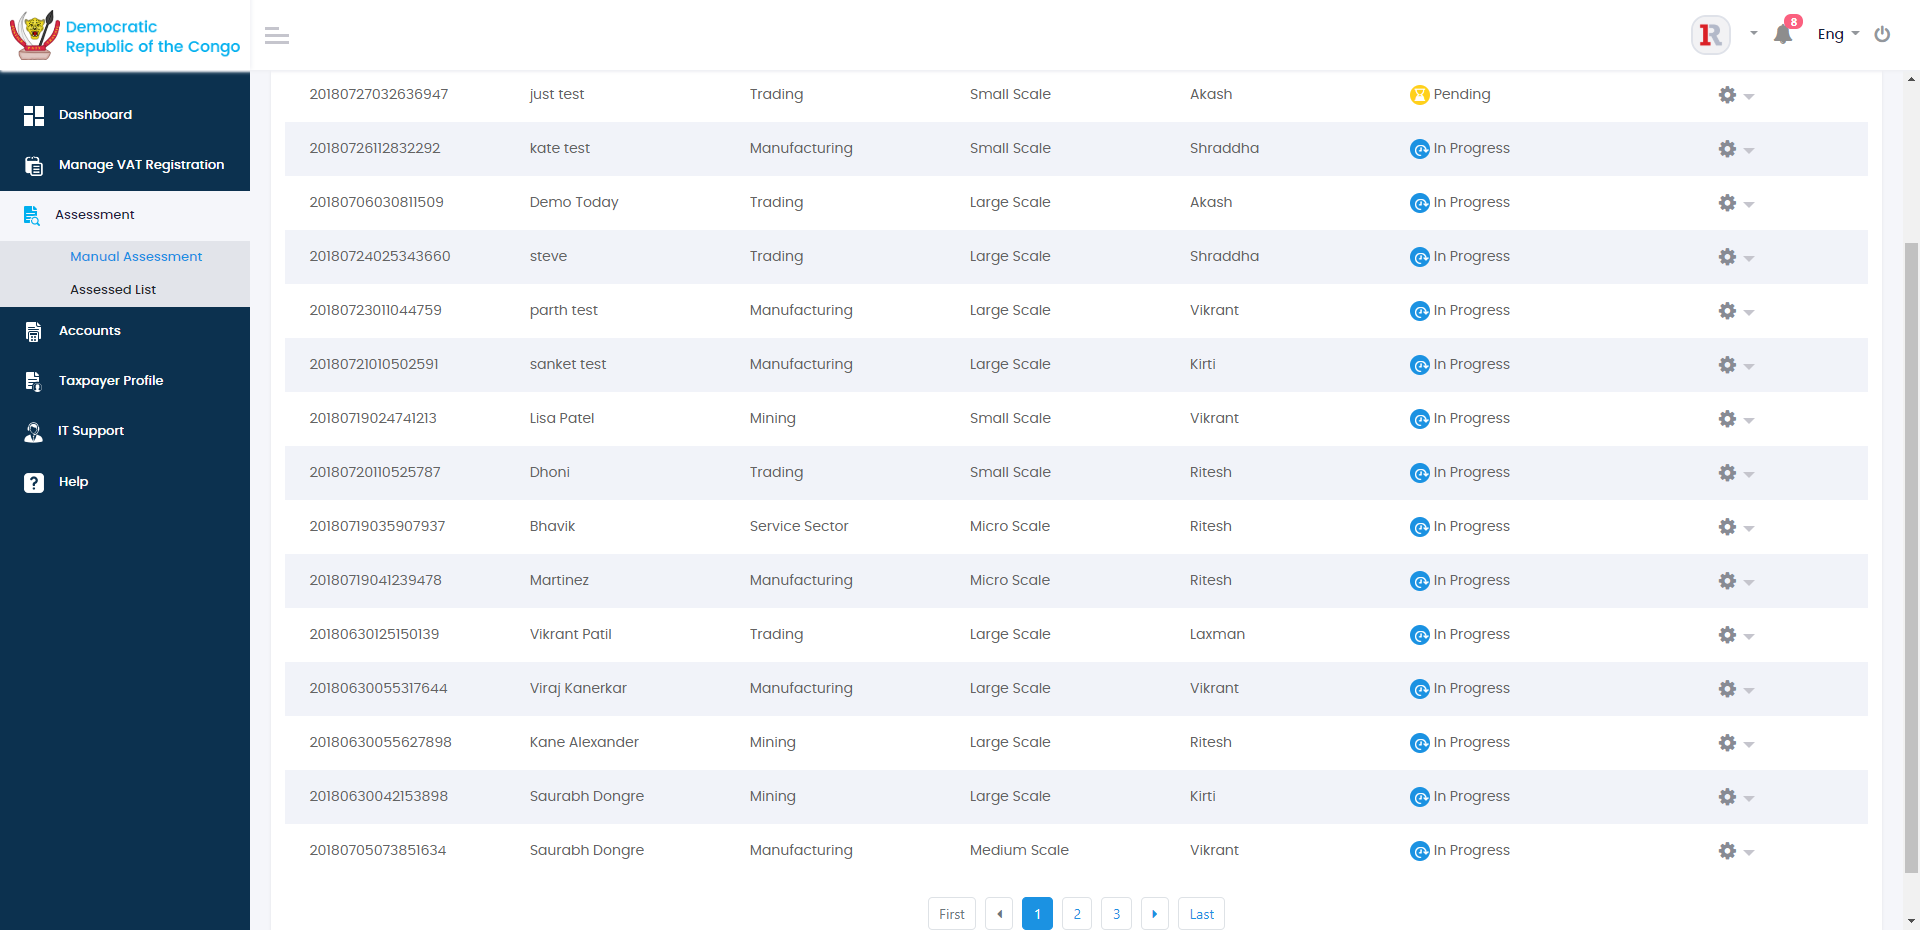 Democratic
Republic of the Congo
8
Eng
Dashboard
Manage VAT Registration
Assessment
Manual Assessment
Assessed List
Accounts
Taxpayer Profile
IT Support
Help
20180727032636947 just test Trading Small Scale Akash Pending
20180726112832292 kate test Manufacturing Small Scale Shraddha In Progress
20180706030811509 Demo Today Trading Large Scale Akash In Progress
20180724025343660 steve Trading Large Scale Shraddha In Progress
20180723011044759 parth test Manufacturing Large Scale Vikrant In Progress
20180721010502591 sanket test Manufacturing Large Scale Kirti In Progress
20180719024741213 Lisa Patel Mining Small Scale Vikrant In Progress
20180720110525787 Dhoni Trading Small Scale Ritesh In Progress
20180719035907937 Bhavik Service Sector Micro Scale Ritesh In Progress
20180719041239478 Martinez Manufacturing Micro Scale Ritesh In Progress
20180630125150139 Vikrant Patil Trading Large Scale Laxman In Progress
20180630055317644 Viraj Kanerkar Manufacturing Large Scale Vikrant In Progress
20180630055627898 Kane Alexander Mining Large Scale Ritesh In Progress
20180630042153898 Saurabh Dongre Mining Large Scale Kirti In Progress
20180705073851634 Saurabh Dongre Manufacturing Medium Scale Vikrant In Progress
First 1 2 3 Last